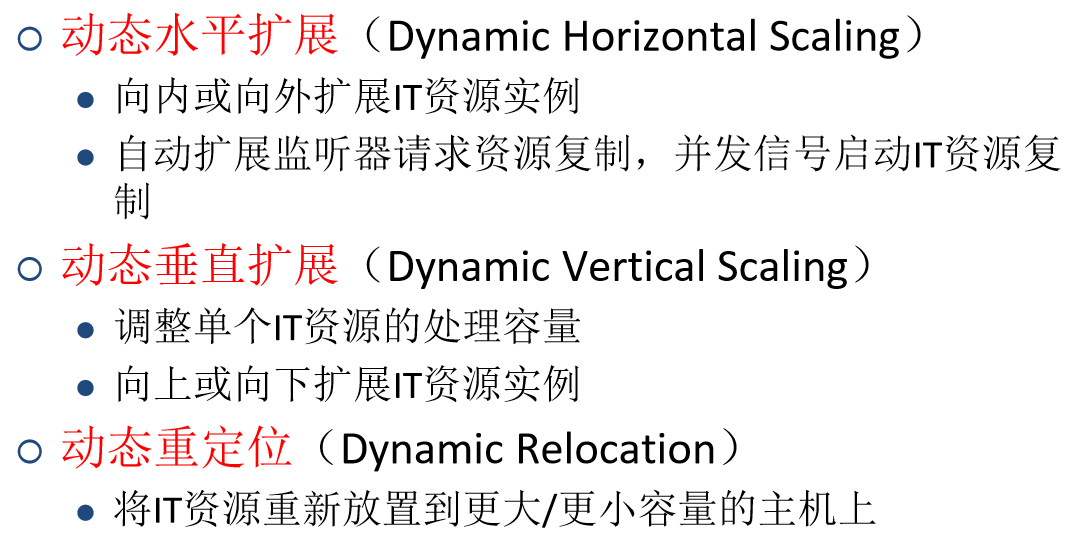 动态水平扩展（Dynamic Horizontal Scaling）
向内或向外扩展IT资源实例
自动扩展监听器请求资源复制，并发信号启动IT资源复
制
动态垂直扩展（Dynamic Vertical Scaling）
调整单个IT资源的处理容量
向上或向下扩展IT资源实例
动态重定位（Dynamic Relocation）
将IT资源重新放置到更大/更小容量的主机上